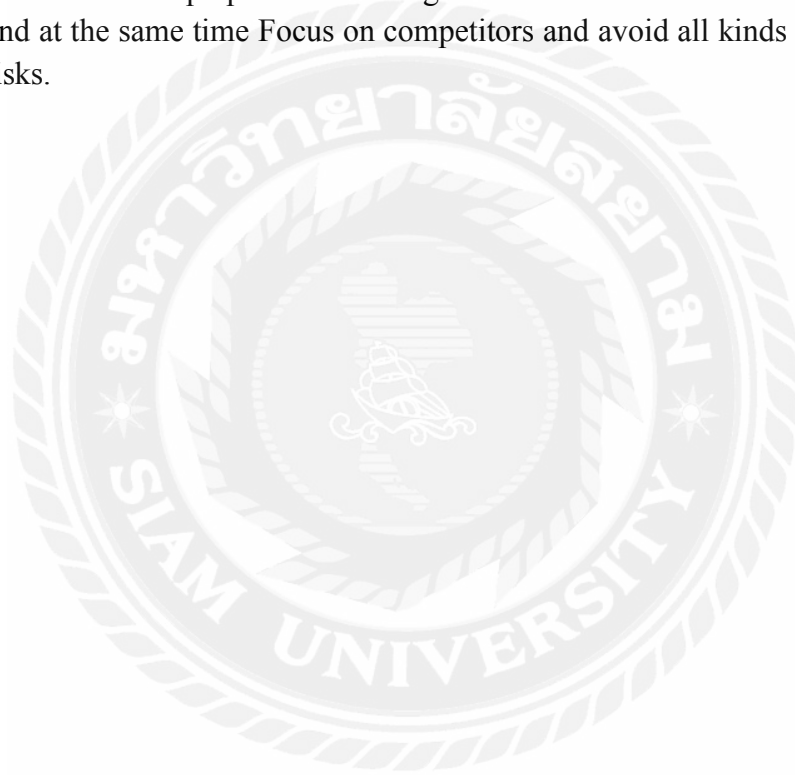 nd at the same time Focus on competitors and avoid all kinds
isks.
มหาวิทยาลัยสยาม
SIAM UNIVERSITY